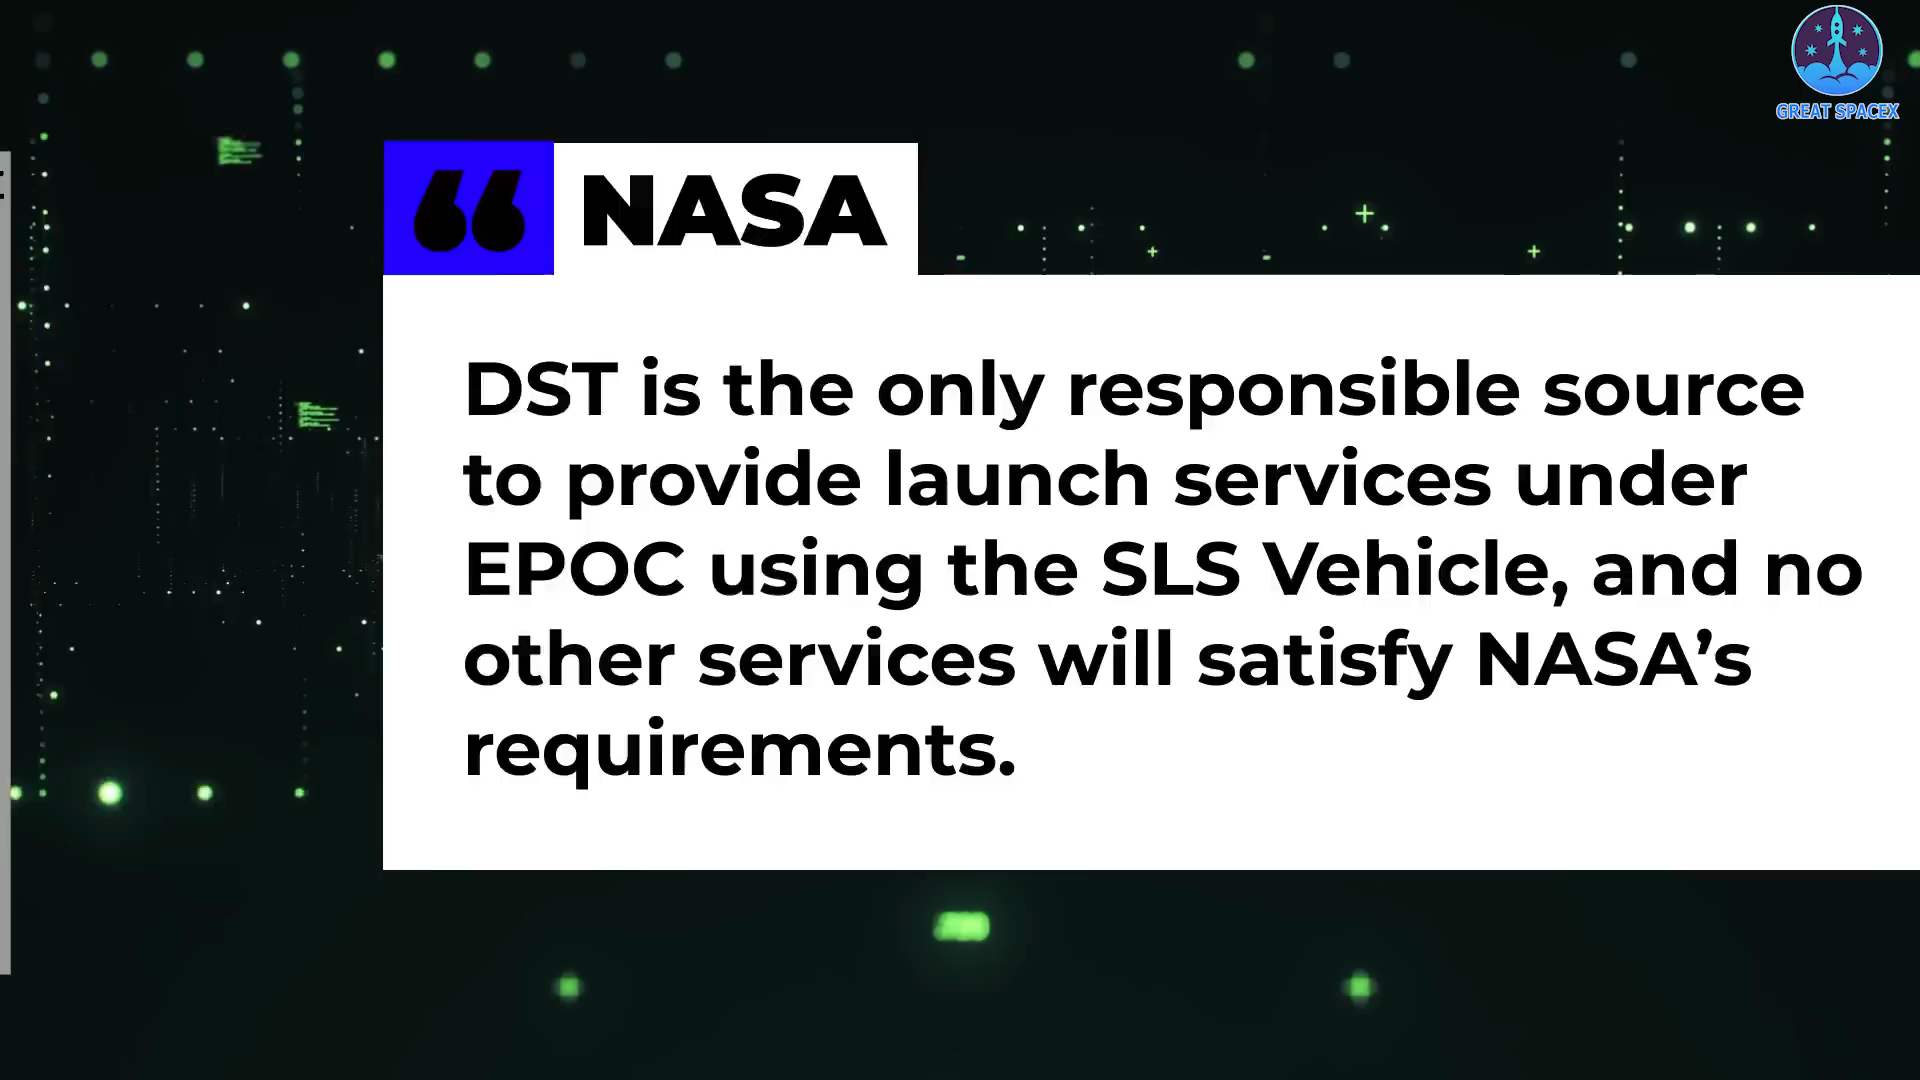 GREAT SPACEX
“ NASA
DST is the only responsible source
to provide launch services under
EPOC using the SLS Vehicle, and no
other services will satisfy NASA’s
requirements.